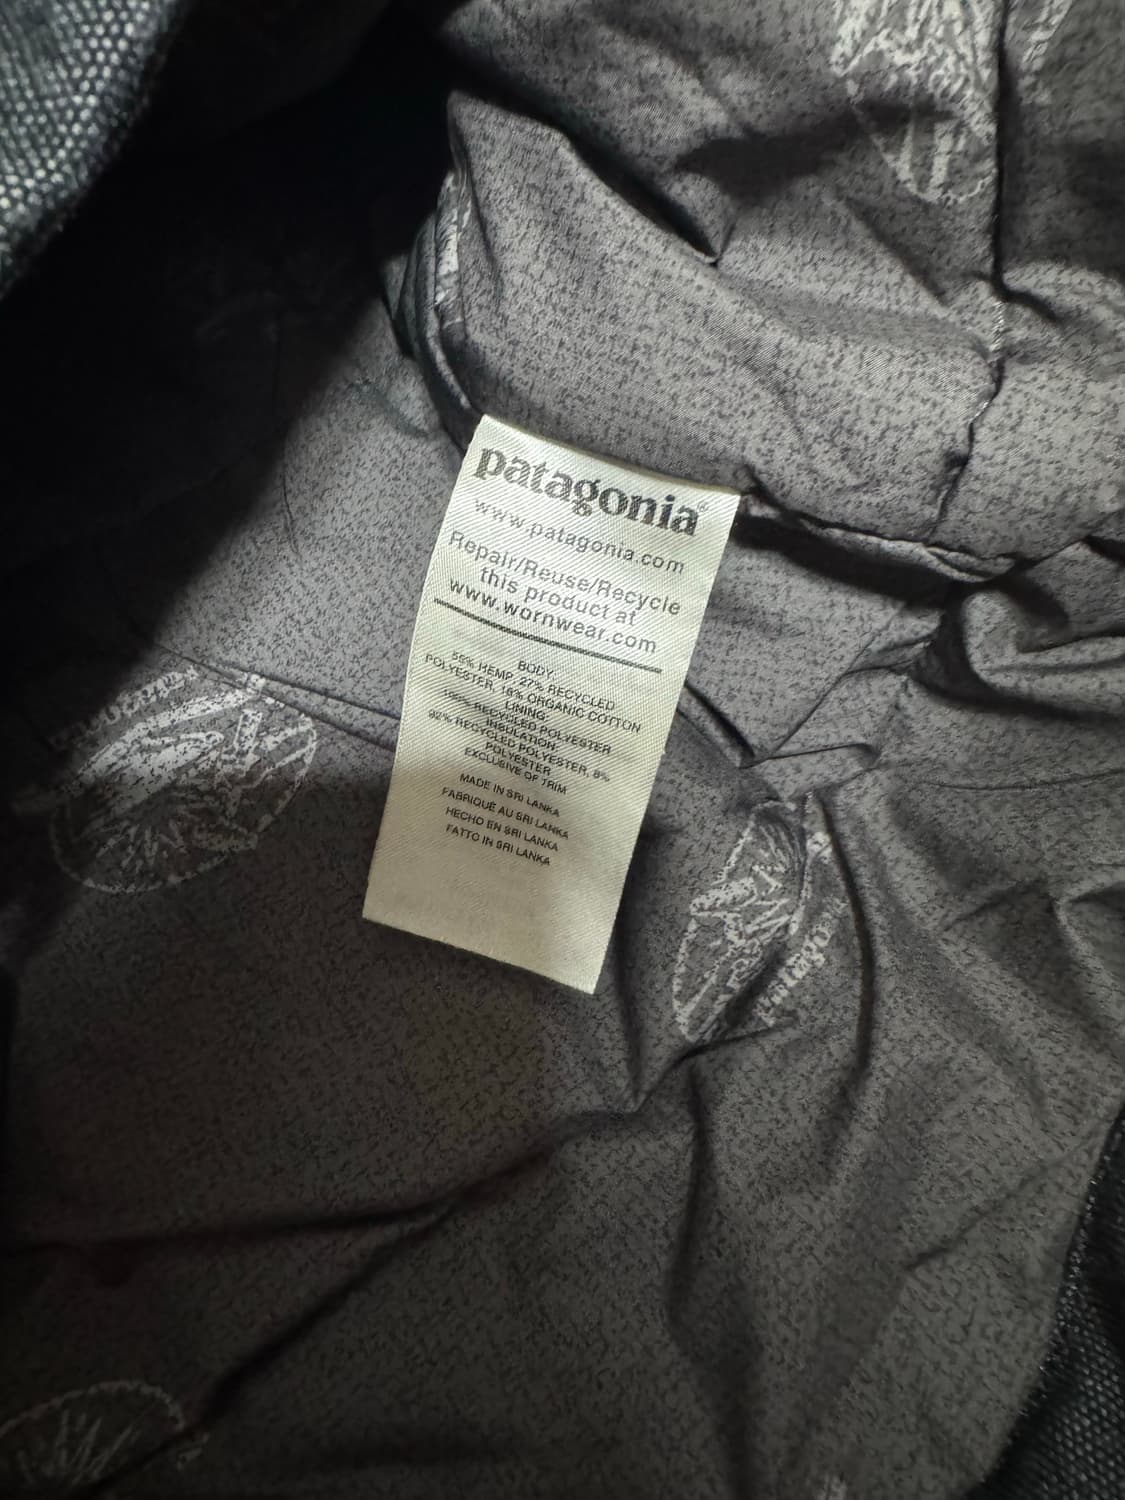 patagonia®
www.patagonia.com
Repair/Reuse/Recycle
this product at
www.wornwear.com
BODY:
55% HEMP, 27% RECYCLED
POLYESTER, 18% ORGANIC COTTON
LINING:
100% RECYCLED POLYESTER
INSULATION:
92% RECYCLED POLYESTER, 8%
POLYESTER
EXCLUSIVE OF TRIM
MADE IN SRI LANKA
FABRIQUÉ AU SRI LANKA
HECHO EN SRI LANKA
FATTO IN SRI LANKA